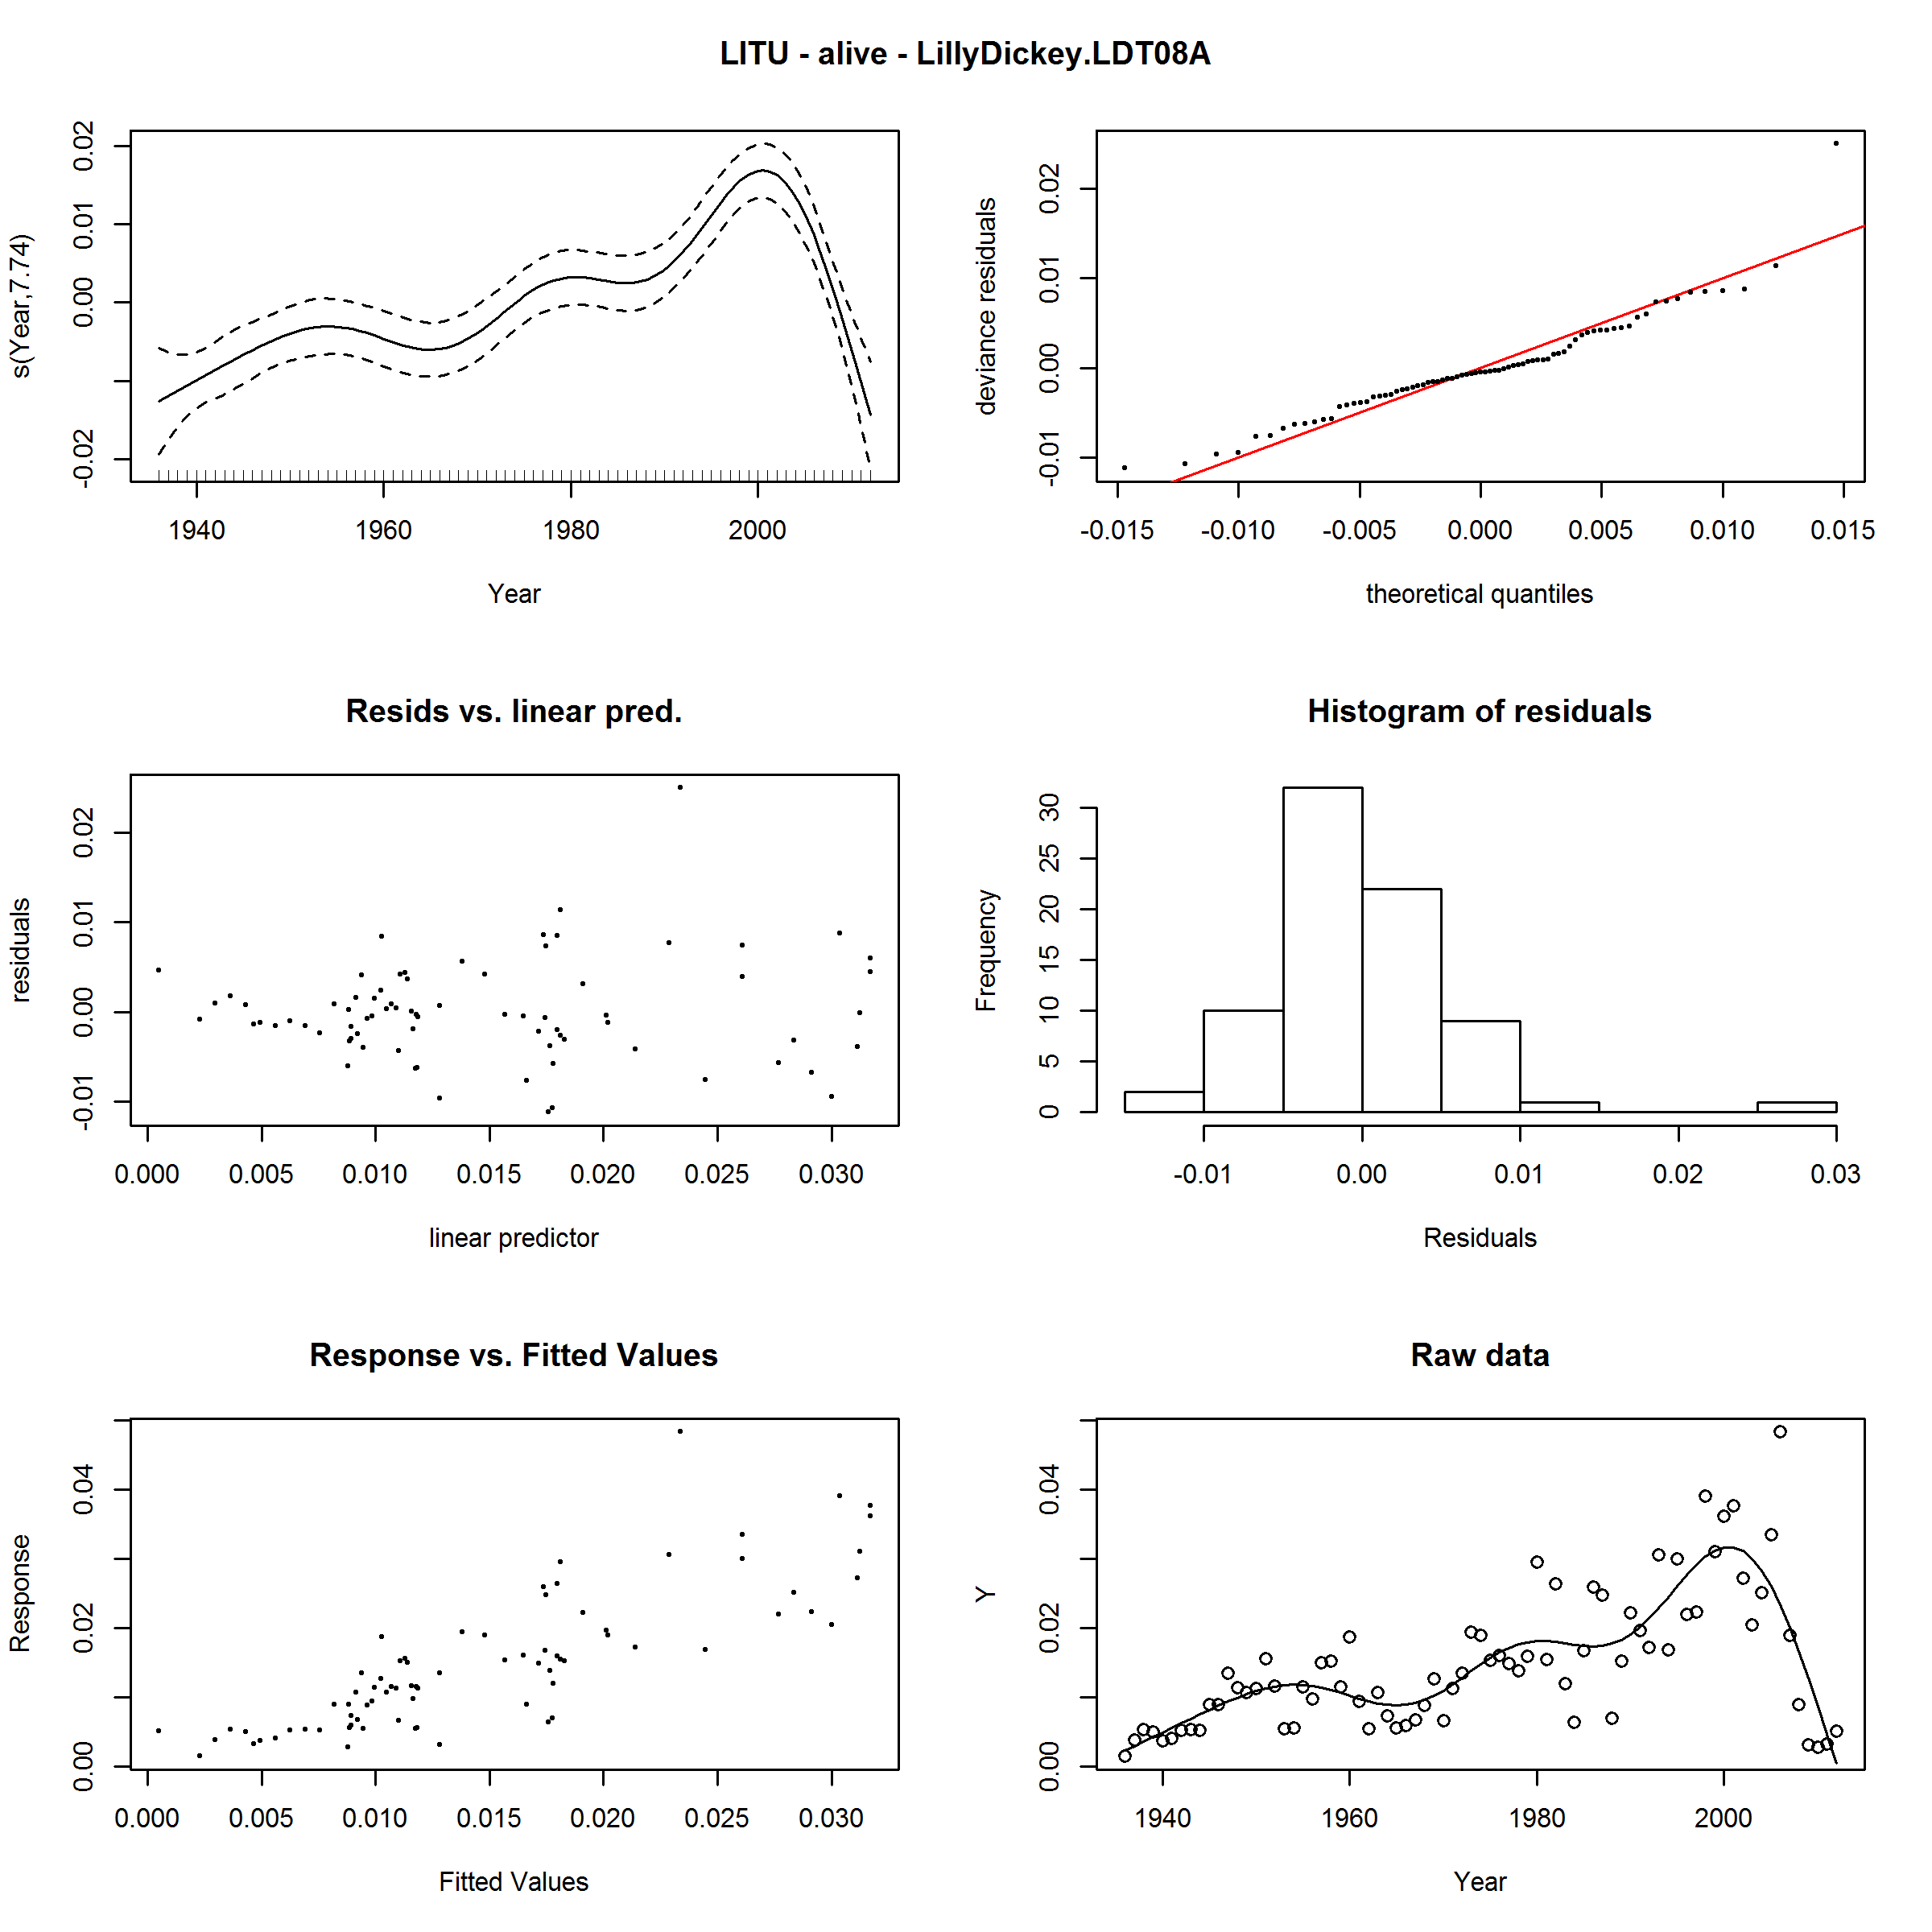 LITU - alive - LillyDickey.LDT08A
s(Year,7.74)
-0.02 0.00 0.01 0.02
1940 1960 1980 2000
Year
deviance residuals
-0.01 0.00 0.01 0.02
-0.015 -0.010 -0.005 0.000 0.005 0.010 0.015
theoretical quantiles
Resids vs. linear pred.
residuals
-0.01 0.00 0.01 0.02
0.000 0.005 0.010 0.015 0.020 0.025 0.030
linear predictor
Histogram of residuals
Frequency
0 5 10 15 20 25 30
-0.01 0.00 0.01 0.02 0.03
Residuals
Response vs. Fitted Values
Response
0.00 0.02 0.04
0.000 0.005 0.010 0.015 0.020 0.025 0.030
Fitted Values
Raw data
Y
0.00 0.02 0.04
1940 1960 1980 2000
Year